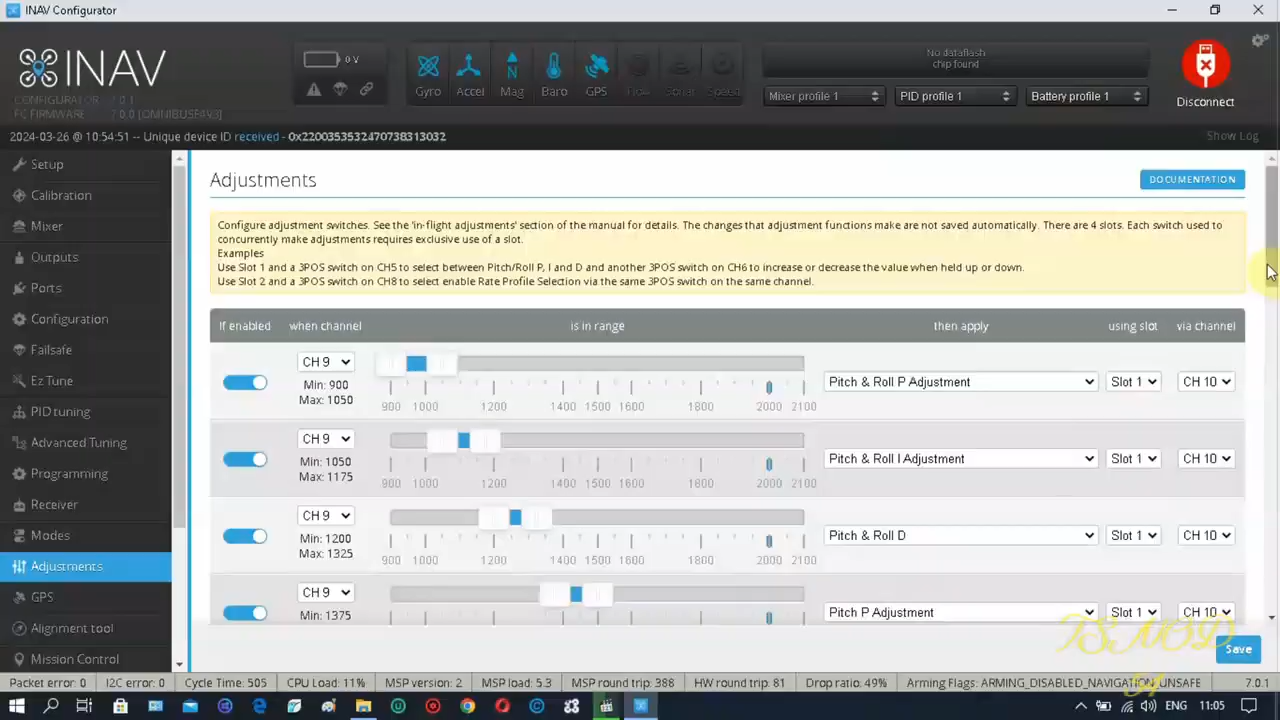 INAV Configurator
INAV
CONFIGURATOR 7.0.1
FC FIRMWARE 7.0.0 (OMNIBUSF4V3)
0 V
Gyro
Accel
Mag
Baro
GPS
Flow
Sonar
Speed
No dataflash
chip found
Mixer profile 1
PID profile 1
Battery profile 1
Disconnect
2024-03-26 @ 10:54:51 -- Unique device ID received - 0x2200353532470738313032
Show Log
Setup
Calibration
Mixer
Outputs
Ports
Configuration
Failsafe
Ez Tune
PID tuning
Advanced Tuning
Programming
Receiver
Modes
Adjustments
GPS
Alignment tool
Mission Control
Adjustments
DOCUMENTATION
Configure adjustment switches. See the 'in-flight adjustments' section of the manual for details. The changes that adjustment functions make are not saved automatically. There are 4 slots. Each switch used to
concurrently make adjustments requires exclusive use of a slot.
Examples
Use Slot 1 and a 3POS switch on CH5 to select between Pitch/Roll P, I and D and another 3POS switch on CH6 to increase or decrease the value when held up or down.
Use Slot 2 and a 3POS switch on CH8 to select enable Rate Profile Selection via the same 3POS switch on the same channel.
If enabled when channel is in range then apply using slot via channel
CH 9
Min: 900
Max: 1050
900 1000 1200 1400 1500 1600 1800 2000 2100
Pitch & Roll P Adjustment
Slot 1
CH 10
CH 9
Min: 1050
Max: 1175
900 1000 1200 1400 1500 1600 1800 2000 2100
Pitch & Roll I Adjustment
Slot 1
CH 10
CH 9
Min: 1200
Max: 1325
900 1000 1200 1400 1500 1600 1800 2000 2100
Pitch & Roll D
Slot 1
CH 10
CH 9
Min: 1375
Pitch P Adjustment
Slot 1
CH 10
Save
Packet error: 0
I2C error: 0
Cycle Time: 505
CPU Load: 11%
MSP version: 2
MSP load: 5.3
MSP round trip: 388
HW round trip: 81
Drop ratio: 49%
Arming Flags: ARMING_DISABLED_NAVIGATION_UNSAFE
7.0.1
ENG
11:05